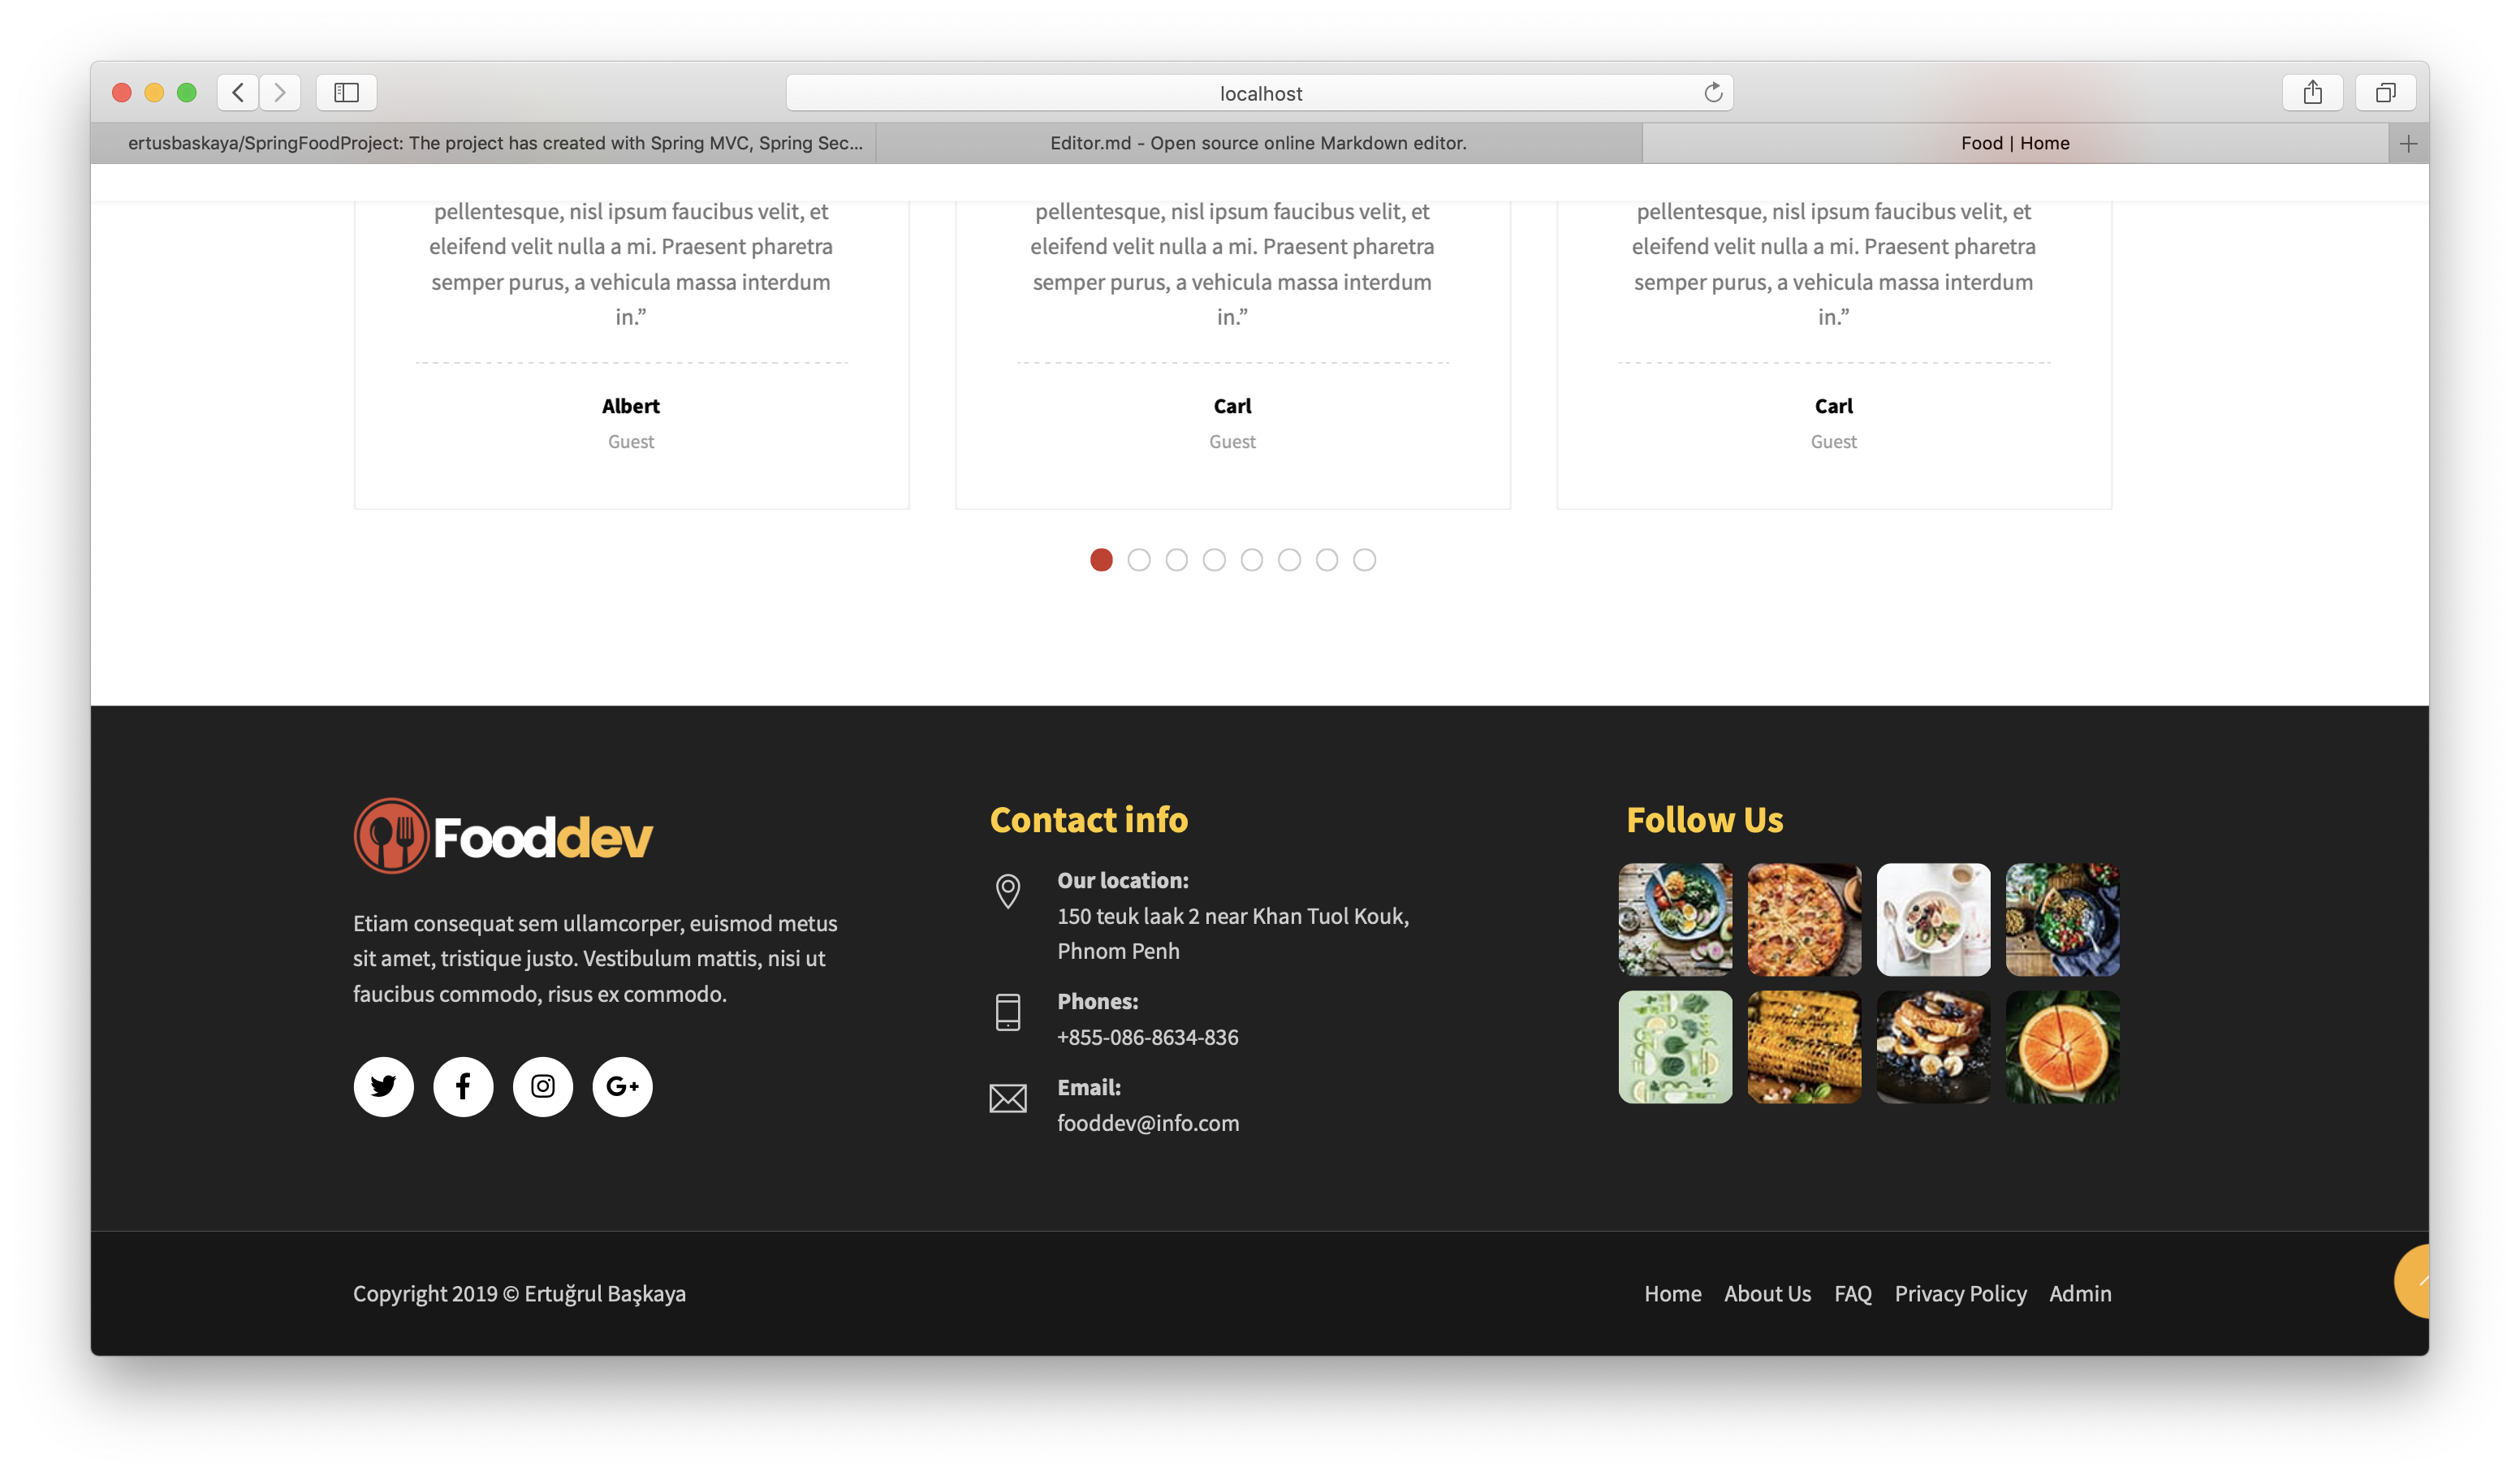 localhost
ertusbaskaya/SpringFoodProject: The project has created with Spring MVC, Spring Sec...
Editor.md - Open source online Markdown editor.
Food | Home
pellentesque, nisl ipsum faucibus velit, et
eleifend velit nulla a mi. Praesent pharetra
semper purus, a vehicula massa interdum
in.”
Albert
Guest
pellentesque, nisl ipsum faucibus velit, et
eleifend velit nulla a mi. Praesent pharetra
semper purus, a vehicula massa interdum
in.”
Carl
Guest
pellentesque, nisl ipsum faucibus velit, et
eleifend velit nulla a mi. Praesent pharetra
semper purus, a vehicula massa interdum
in.”
Carl
Guest
Fooddev
Etiam consequat sem ullamcorper, euismod metus
sit amet, tristique justo. Vestibulum mattis, nisi ut
faucibus commodo, risus ex commodo.
G+
Contact info
Our location:
150 teuk laak 2 near Khan Tuol Kouk,
Phnom Penh
Phones:
+855-086-8634-836
Email:
fooddev@info.com
Follow Us
Copyright 2019 © Ertuğrul Başkaya
Home About Us FAQ Privacy Policy Admin